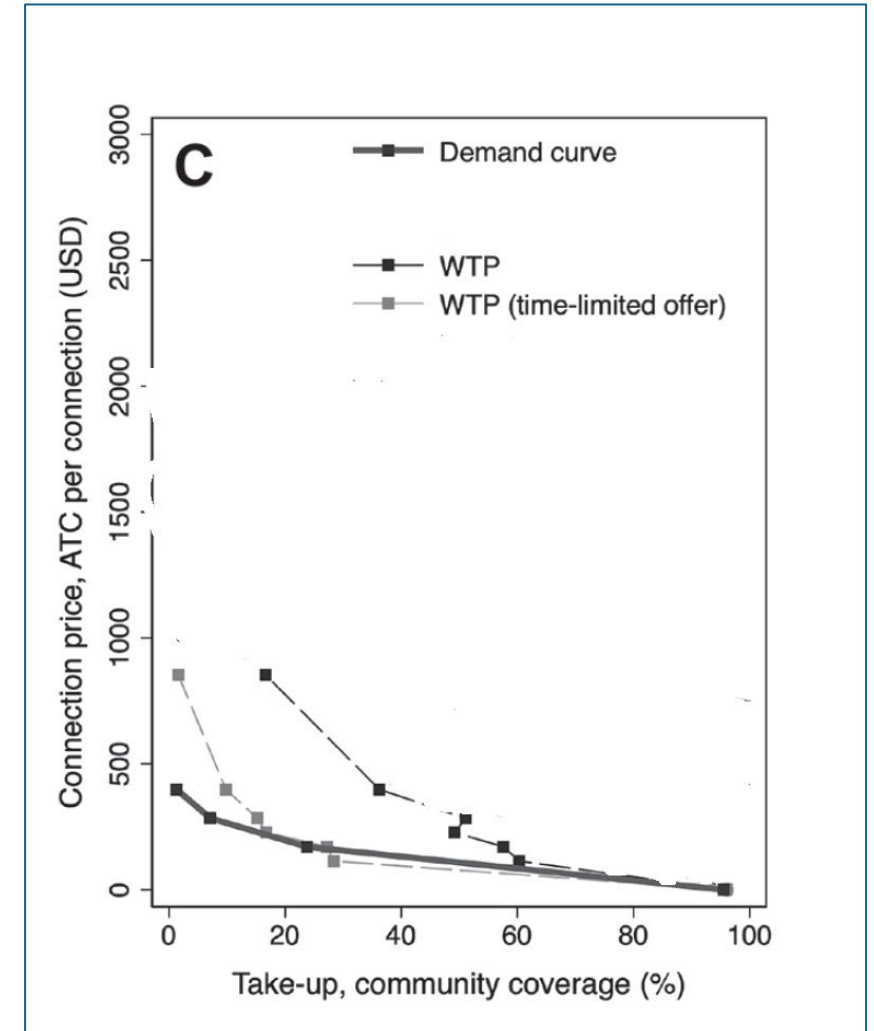 C
Demand curve
WTP
WTP (time-limited offer)
Connection price, ATC per connection (USD)
3000
2500
2000
1500
1000
500
0
0 20 40 60 80 100
Take-up, community coverage (%)